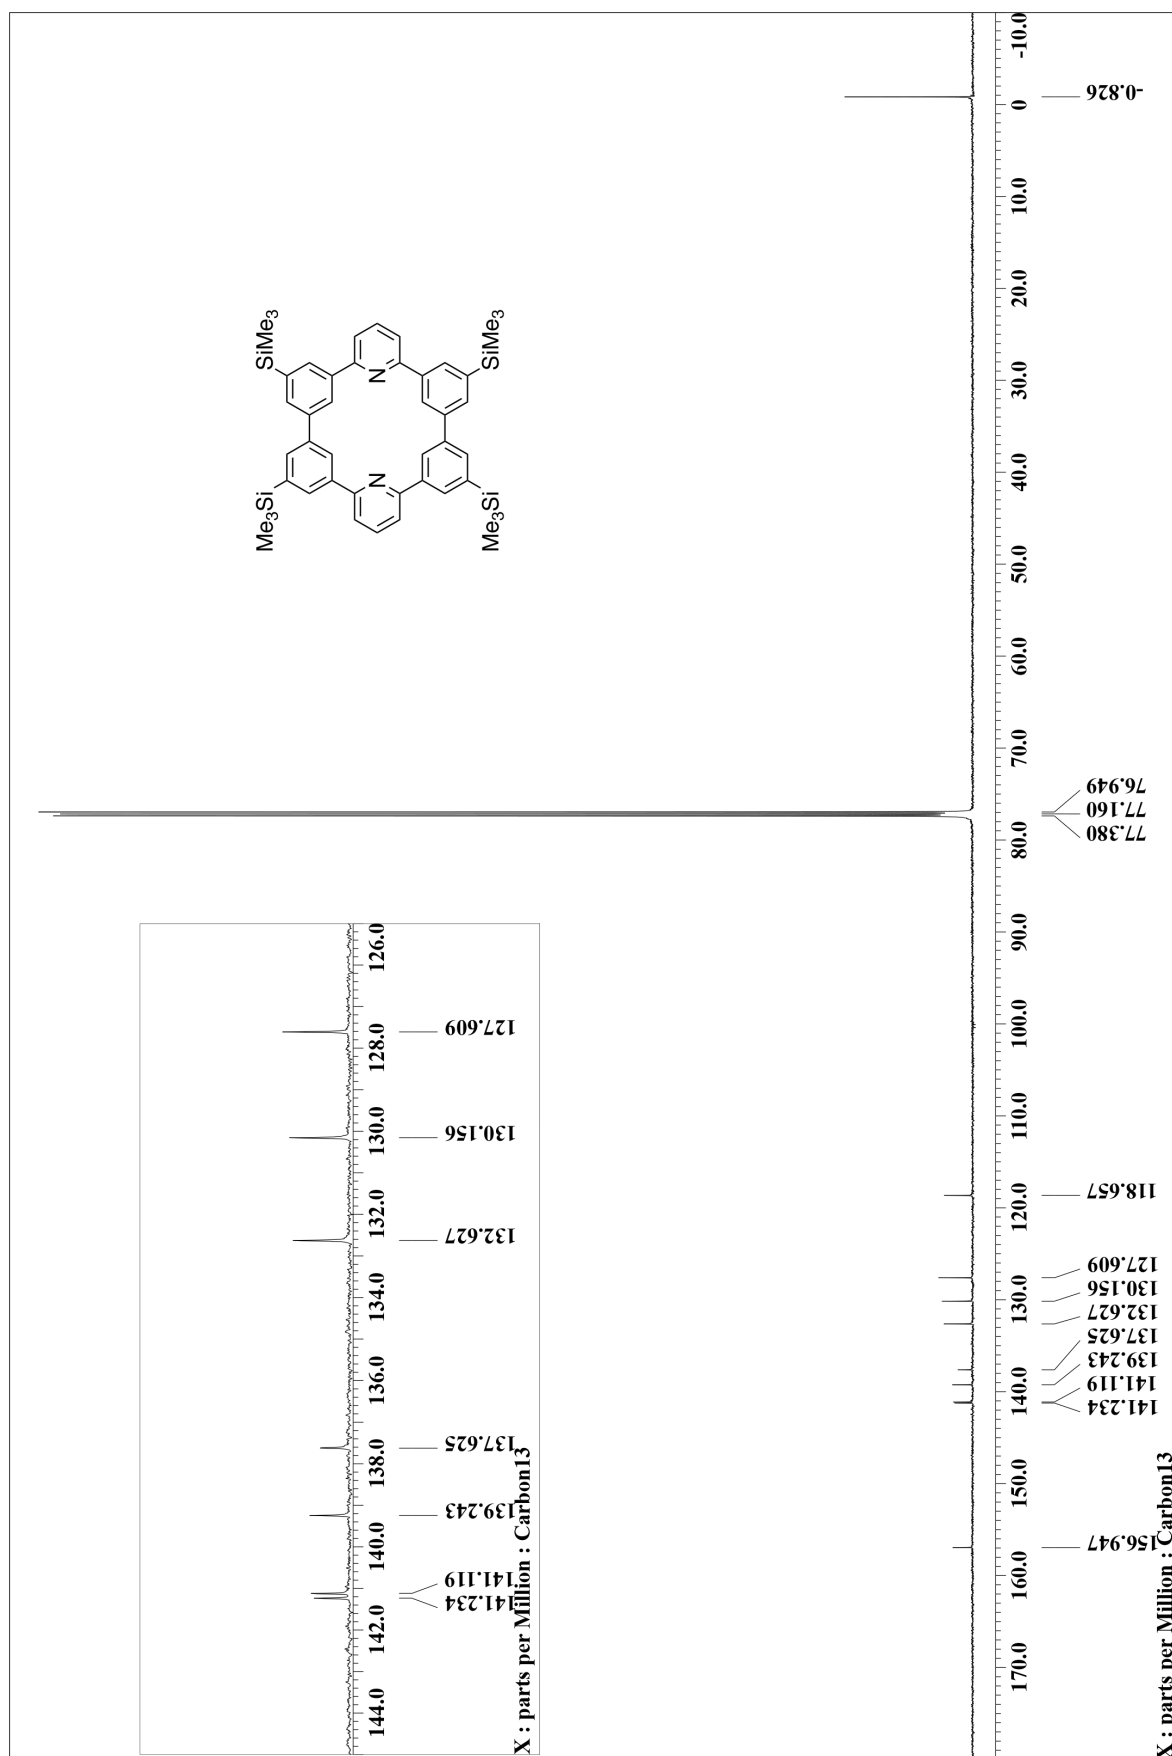 Me₃Si
SiMe₃
N
N
Me₃Si
SiMe₃
144.0 142.0 140.0 138.0 136.0 134.0 132.0 130.0 128.0 126.0
141.234 141.119 139.243 137.625 132.627 130.156 127.609
X : parts per Million : Carbon13
170.0 160.0 150.0 140.0 130.0 120.0 110.0 100.0 90.0 80.0 70.0 60.0 50.0 40.0 30.0 20.0 10.0 0 -10.0
156.947 141.234 141.119 139.243 137.625 132.627 130.156 127.609 118.657 77.380 77.160 76.949 -0.826
X : parts per Million : Carbon13